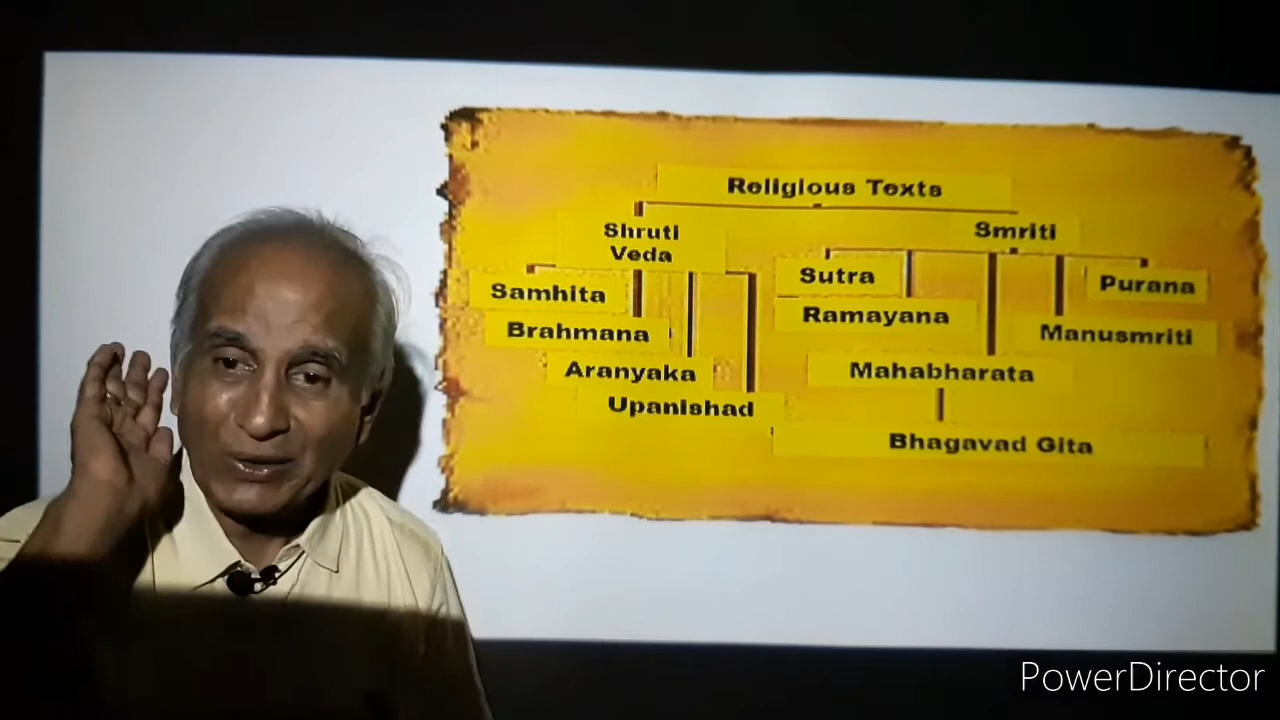 Religious Texts
Shruti
Veda
Smriti
Samhita
Sutra
Purana
Brahmana
Ramayana
Manusmriti
Aranyaka
Mahabharata
Upanishad
Bhagavad Gita
PowerDirector